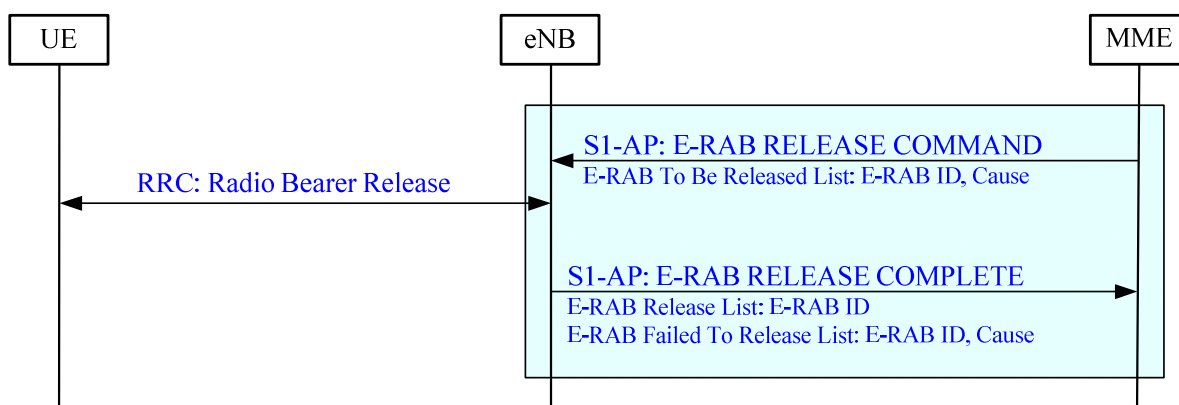 UE
eNB
MME
S1-AP: E-RAB RELEASE COMMAND
E-RAB To Be Released List: E-RAB ID, Cause
RRC: Radio Bearer Release
S1-AP: E-RAB RELEASE COMPLETE
E-RAB Release List: E-RAB ID
E-RAB Failed To Release List: E-RAB ID, Cause